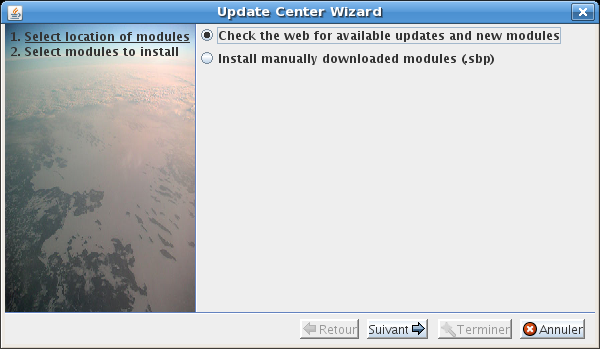 Update Center Wizard
1. Select location of modules
2. Select modules to install
Check the web for available updates and new modules
Install manually downloaded modules (.sbp)
Retour
Suivant
Terminer
Annuler